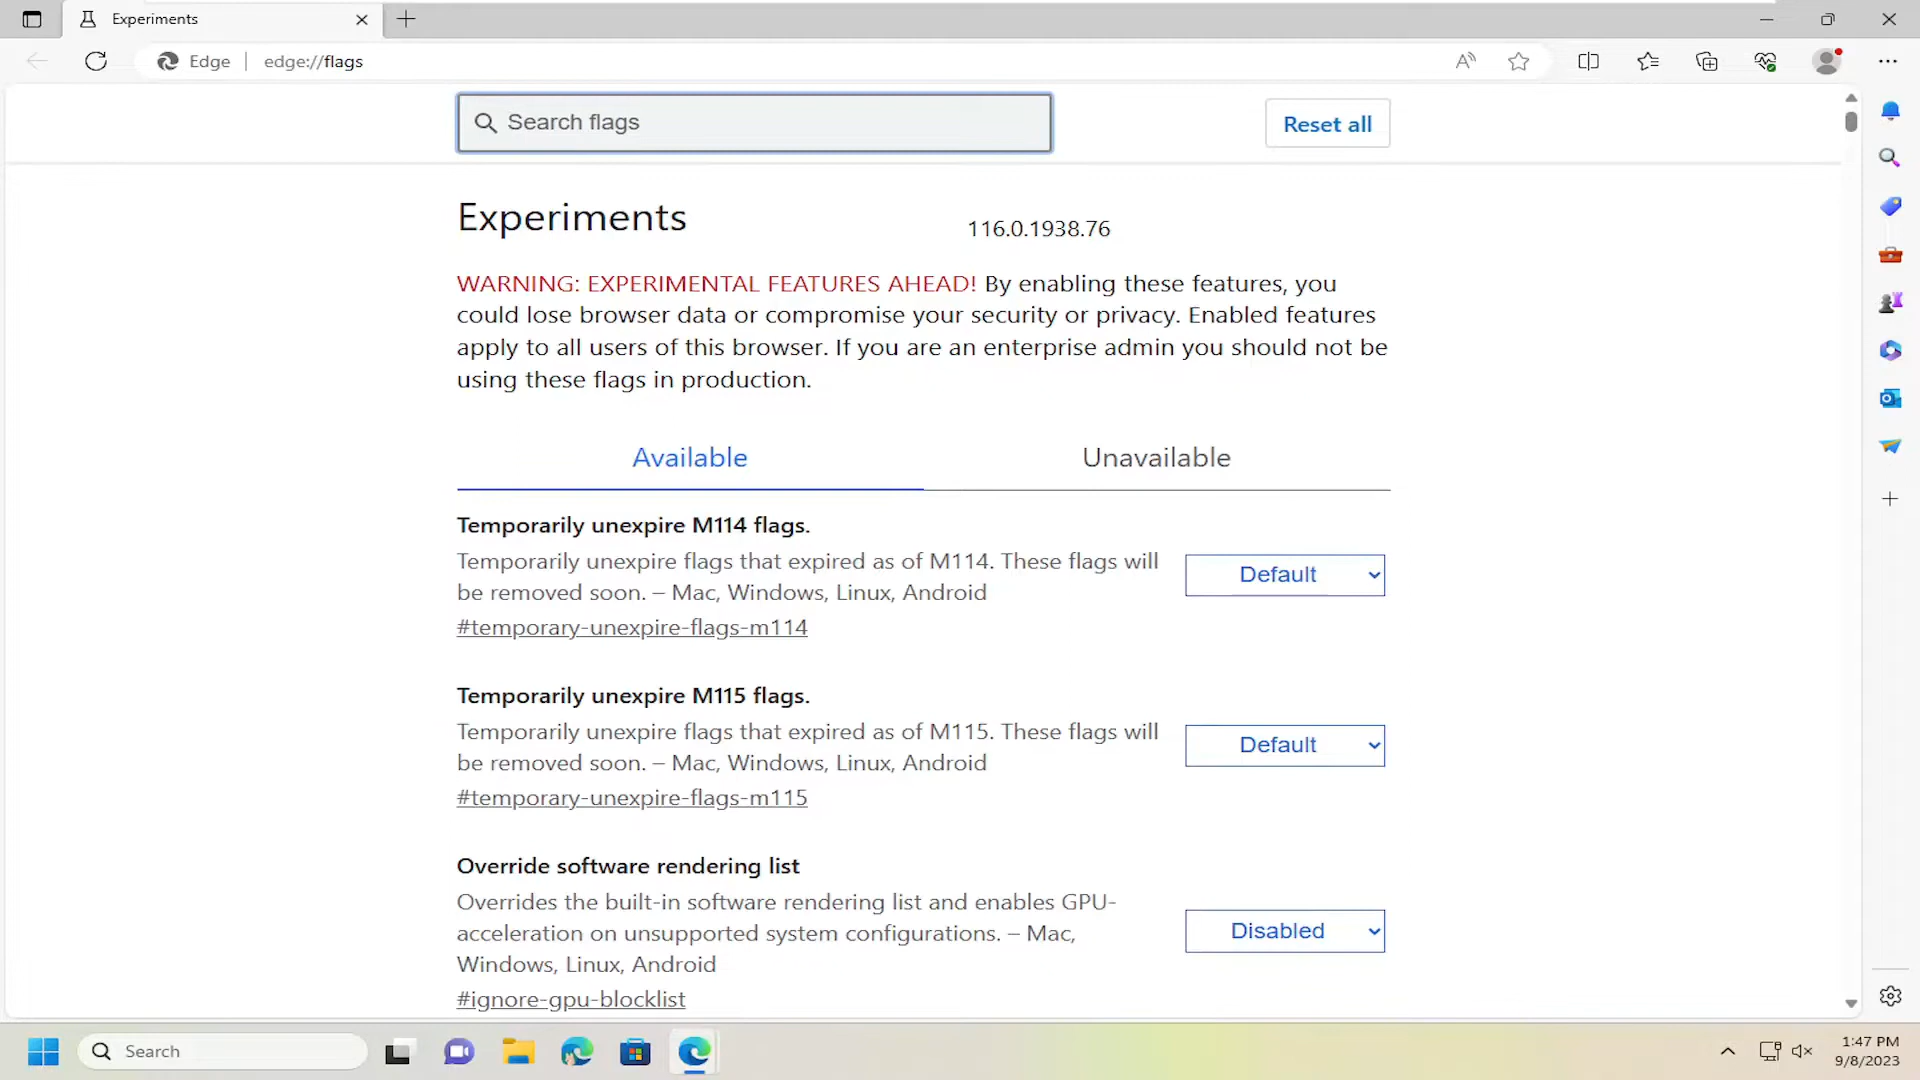 Experiments
Edge
edge://flags
Search flags
Reset all
Experiments
116.0.1938.76
WARNING: EXPERIMENTAL FEATURES AHEAD! By enabling these features, you
could lose browser data or compromise your security or privacy. Enabled features
apply to all users of this browser. If you are an enterprise admin you should not be
using these flags in production.
Available
Unavailable
Temporarily unexpire M114 flags.
Temporarily unexpire flags that expired as of M114. These flags will
be removed soon. – Mac, Windows, Linux, Android
#temporary-unexpire-flags-m114
Default
Temporarily unexpire M115 flags.
Temporarily unexpire flags that expired as of M115. These flags will
be removed soon. – Mac, Windows, Linux, Android
#temporary-unexpire-flags-m115
Default
Override software rendering list
Overrides the built-in software rendering list and enables GPU-
acceleration on unsupported system configurations. – Mac,
Windows, Linux, Android
#ignore-gpu-blocklist
Disabled
Search
1:47 PM
9/8/2023